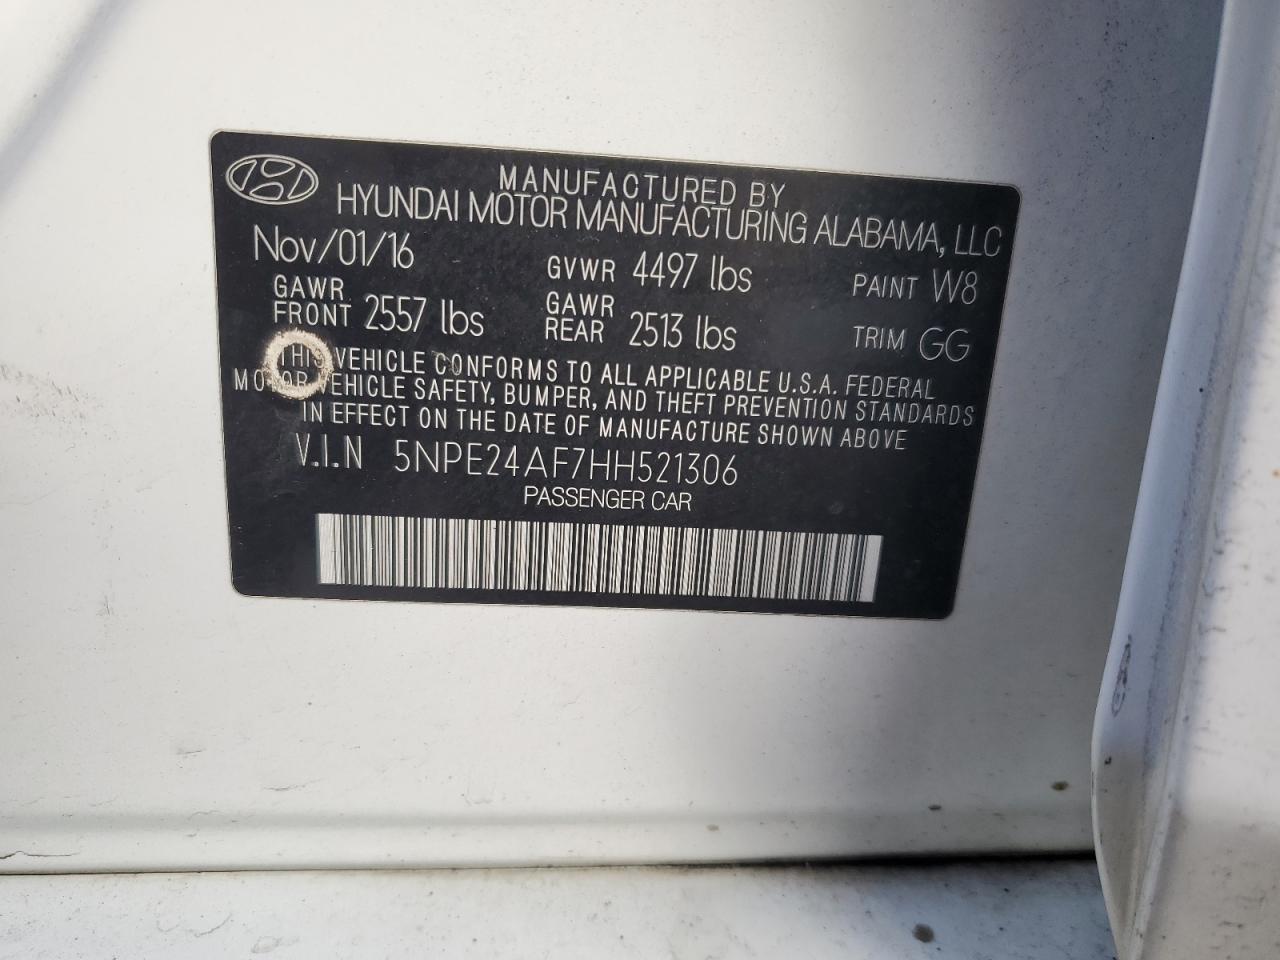 MANUFACTURED BY
HYUNDAI MOTOR MANUFACTURING ALABAMA, LLC
Nov/01/16 GVWR 4497 lbs PAINT W8
GAWR FRONT 2557 lbs GAWR REAR 2513 lbs TRIM GG
THIS VEHICLE CONFORMS TO ALL APPLICABLE U.S.A. FEDERAL
MOTOR VEHICLE SAFETY, BUMPER, AND THEFT PREVENTION STANDARDS
IN EFFECT ON THE DATE OF MANUFACTURE SHOWN ABOVE
V.I.N 5NPE24AF7HH521306
PASSENGER CAR